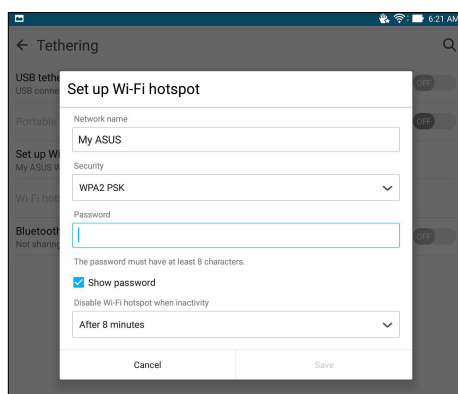 6:21 AM
Tethering
USB tethe
USB conne
OFF
Portable
OFF
Set up Wi
My ASUS W
Wi-Fi hot
Bluetooth
Not sharing
OFF
Set up Wi-Fi hotspot
Network name
My ASUS
Security
WPA2 PSK
Password
The password must have at least 8 characters.
Show password
Disable Wi-Fi hotspot when inactivity
After 8 minutes
Cancel
Save